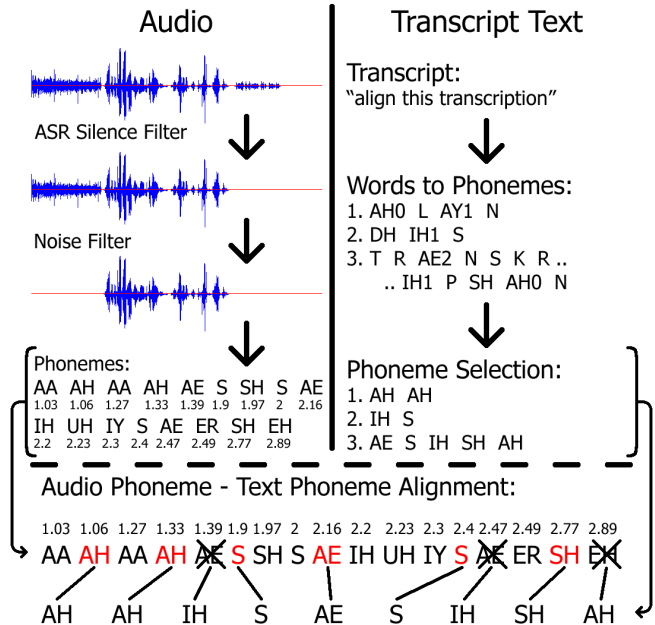 Audio
ASR Silence Filter
Noise Filter
Phonemes:
AA AH AA AH AE S SH S AE
1.03 1.06 1.27 1.33 1.39 1.9 1.97 2 2.16
IH UH IY S AE ER SH EH
2.2 2.23 2.3 2.4 2.47 2.49 2.77 2.89
Transcript Text
Transcript:
“align this transcription”
Words to Phonemes:
1. AH0 L AY1 N
2. DH IH1 S
3. T R AE2 N S K R ..
.. IH1 P SH AH0 N
Phoneme Selection:
1. AH AH
2. IH S
3. AE S IH SH AH
Audio Phoneme - Text Phoneme Alignment:
1.03 1.06 1.27 1.33 1.39 1.9 1.97 2 2.16 2.2 2.23 2.3 2.4 2.47 2.49 2.77 2.89
AA AH AA AH AE S SH S AE IH UH IY S AE ER SH EH
AH AH IH S AE S IH SH AH